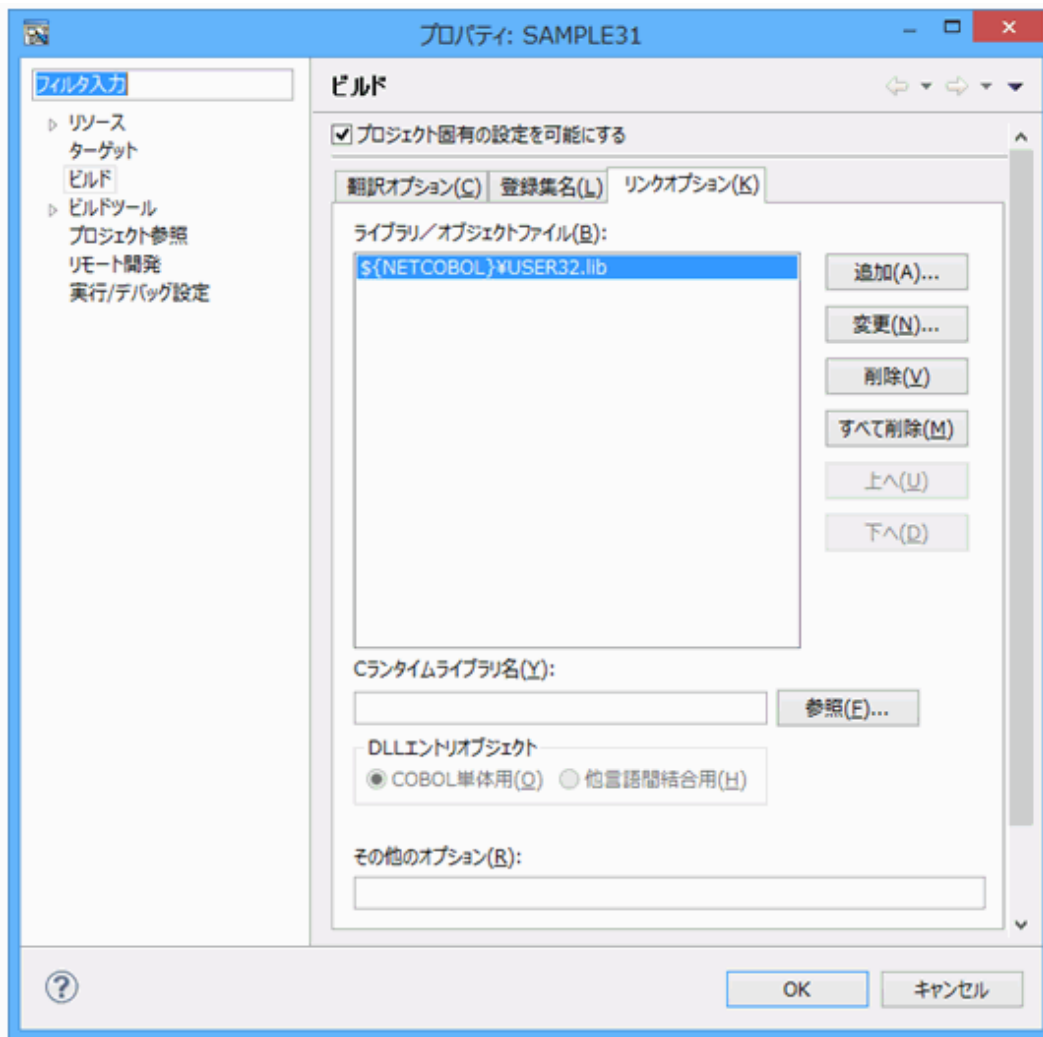 プロパティ: SAMPLE31
フィルタ入力
リソース
ターゲット
ビルド
ビルドツール
プロジェクト参照
リモート開発
実行/デバッグ設定
ビルド
プロジェクト固有の設定を可能にする
翻訳オプション(C) 登録集名(L) リンクオプション(K)
ライブラリ／オブジェクトファイル(B):
${NETCOBOL}¥USER32.lib
追加(A)...
変更(N)...
削除(V)
すべて削除(M)
上へ(U)
下へ(D)
Cランタイムライブラリ名(Y):
参照(F)...
DLLエントリオブジェクト
COBOL単体用(O) 他言語間結合用(H)
その他のオプション(R):
OK キャンセル